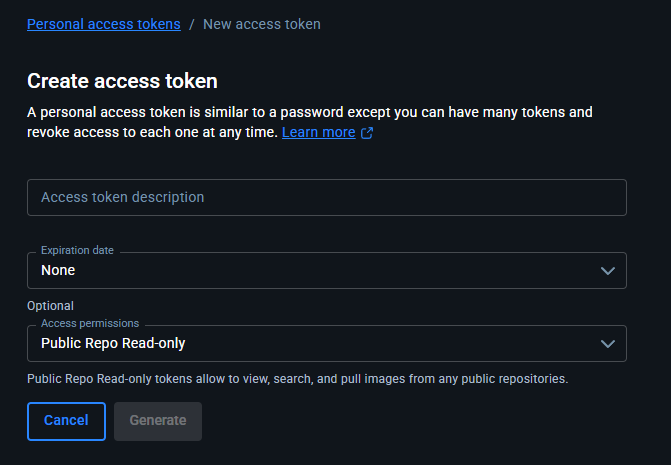 Personal access tokens / New access token
Create access token
A personal access token is similar to a password except you can have many tokens and
revoke access to each one at any time. Learn more
Access token description
Expiration date
None
Optional
Access permissions
Public Repo Read-only
Public Repo Read-only tokens allow to view, search, and pull images from any public repositories.
Cancel Generate